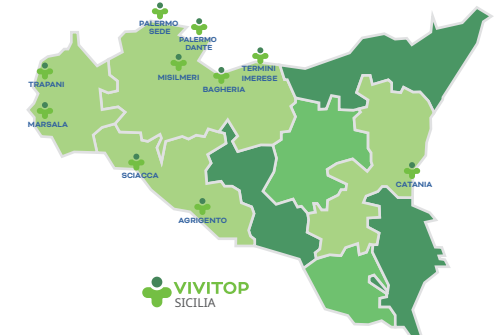 PALERMO
SEDE
PALERMO
DANTE
TERMINI
IMERESE
MISILMERI
BAGHERIA
TRAPANI
MARSALA
SCIACCA
CATANIA
AGRIGENTO
VIVITOP
SICILIA